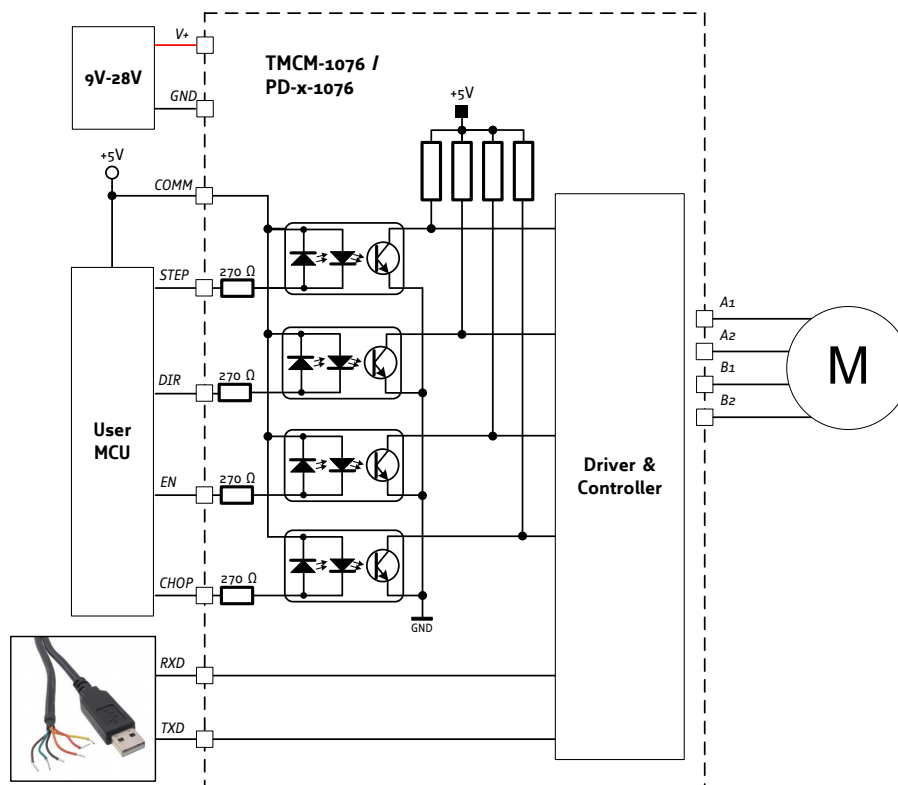 V+
9V-28V
GND
TMCM-1076 /
PD-x-1076
+5V
+5V
COMM
STEP
270 Ω
DIR
270 Ω
EN
270 Ω
CHOP
270 Ω
User
MCU
GND
Driver &
Controller
A1
A2
B1
B2
M
RXD
TXD